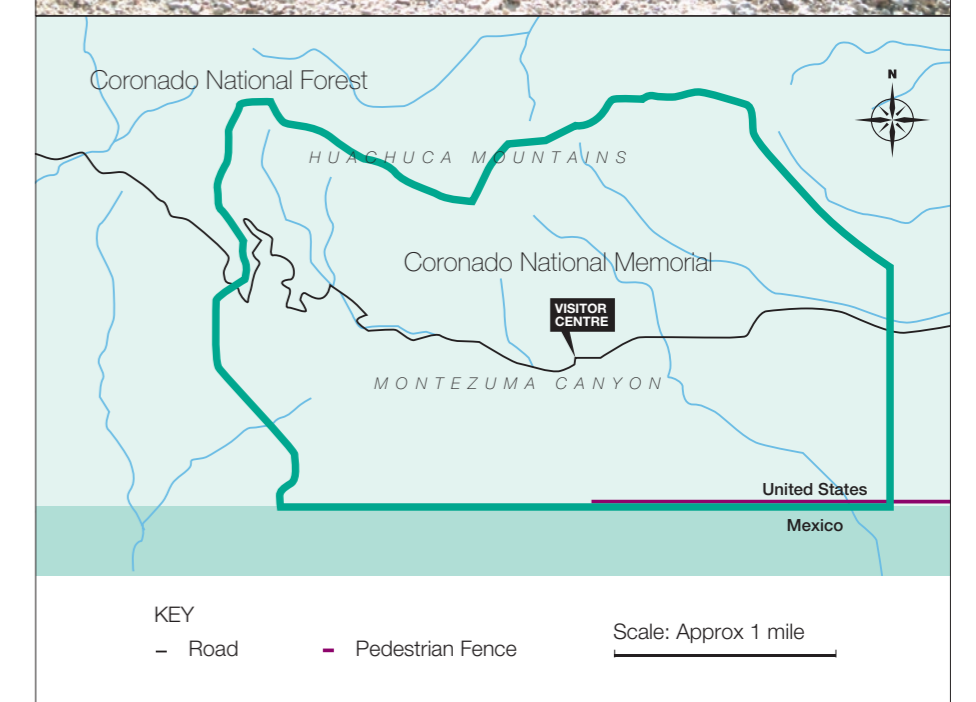 Coronado National Forest
N
HUACHUCA MOUNTAINS
Coronado National Memorial
VISITOR
CENTRE
MONTEZUMA CANYON
United States
Mexico
KEY
Road
Pedestrian Fence
Scale: Approx 1 mile